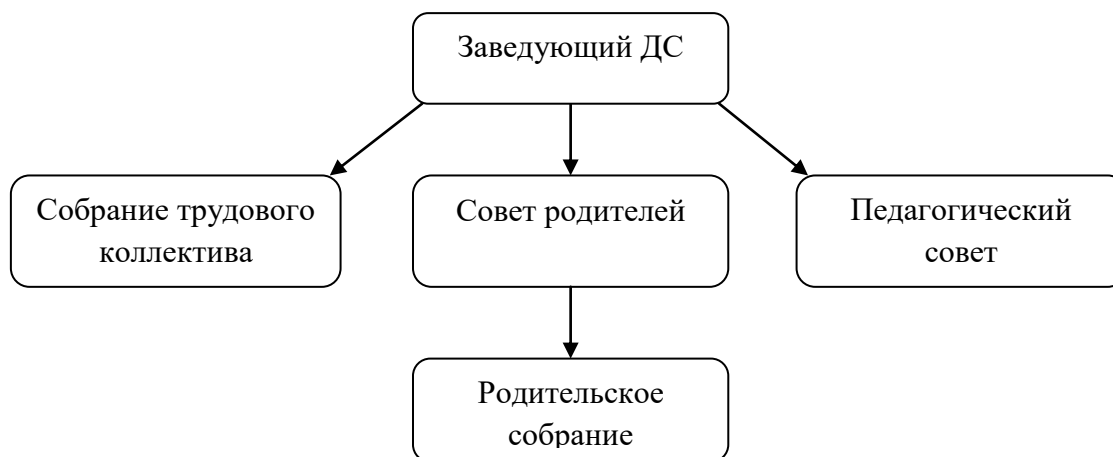 Заведующий ДС
Собрание трудового
коллектива
Совет родителей
Педагогический
совет
Родительское
собрание